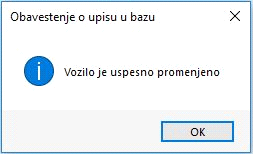 Obavestenje o upisu u bazu
Vozilo je uspesno promenjeno
OK